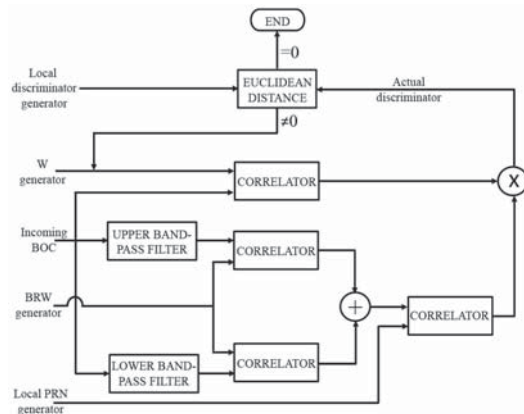 END
=0
Local
discriminator
generator
EUCLIDEAN
DISTANCE
Actual
discriminator
≠0
W
generator
CORRELATOR
X
Incoming
BOC
UPPER BAND-
PASS FILTER
CORRELATOR
BRW
generator
+
CORRELATOR
LOWER BAND-
PASS FILTER
CORRELATOR
Local PRN
generator